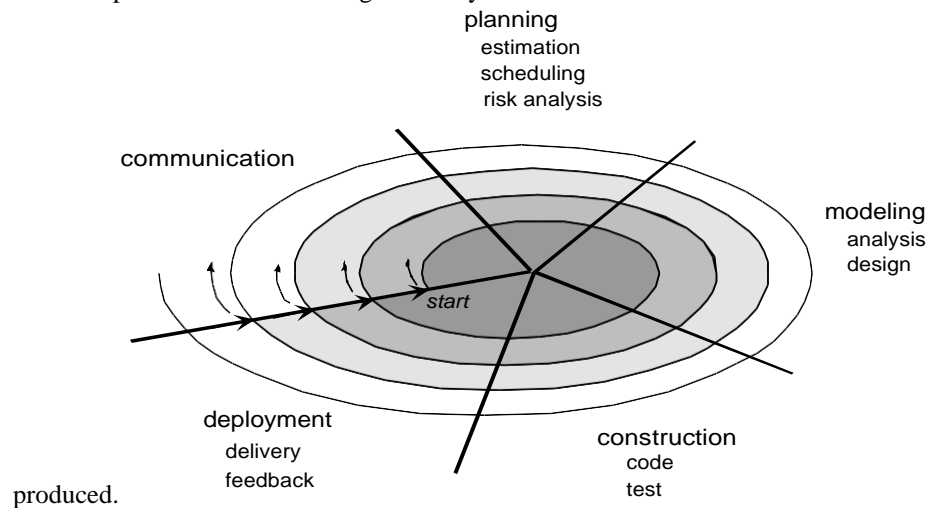 planning
estimation
scheduling
risk analysis
communication
modeling
analysis
design
start
deployment
delivery
feedback
construction
code
test
produced.